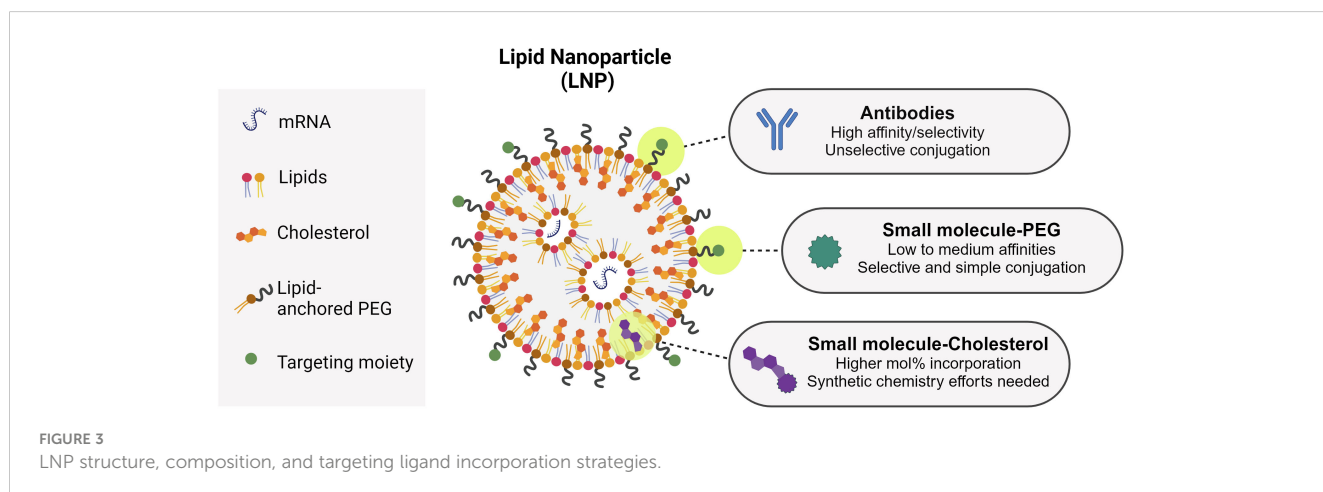 Lipid Nanoparticle
(LNP)
mRNA
Lipids
Cholesterol
Lipid-
anchored PEG
Targeting moiety
Antibodies
High affinity/selectivity
Unselective conjugation
Small molecule-PEG
Low to medium affinities
Selective and simple conjugation
Small molecule-Cholesterol
Higher mol% incorporation
Synthetic chemistry efforts needed
FIGURE 3
LNP structure, composition, and targeting ligand incorporation strategies.